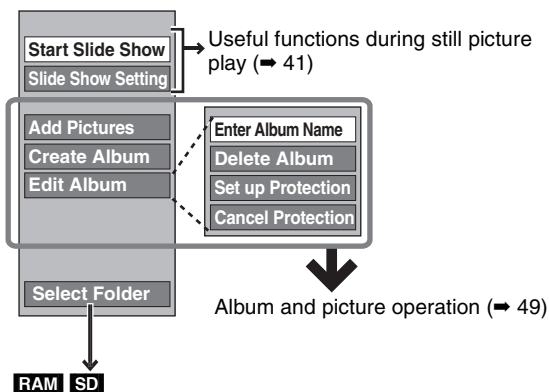 Start Slide Show
Slide Show Setting
Useful functions during still picture
play (➡ 41)
Add Pictures
Create Album
Edit Album
Enter Album Name
Delete Album
Set up Protection
Cancel Protection
Album and picture operation (➡ 49)
Select Folder
RAM SD